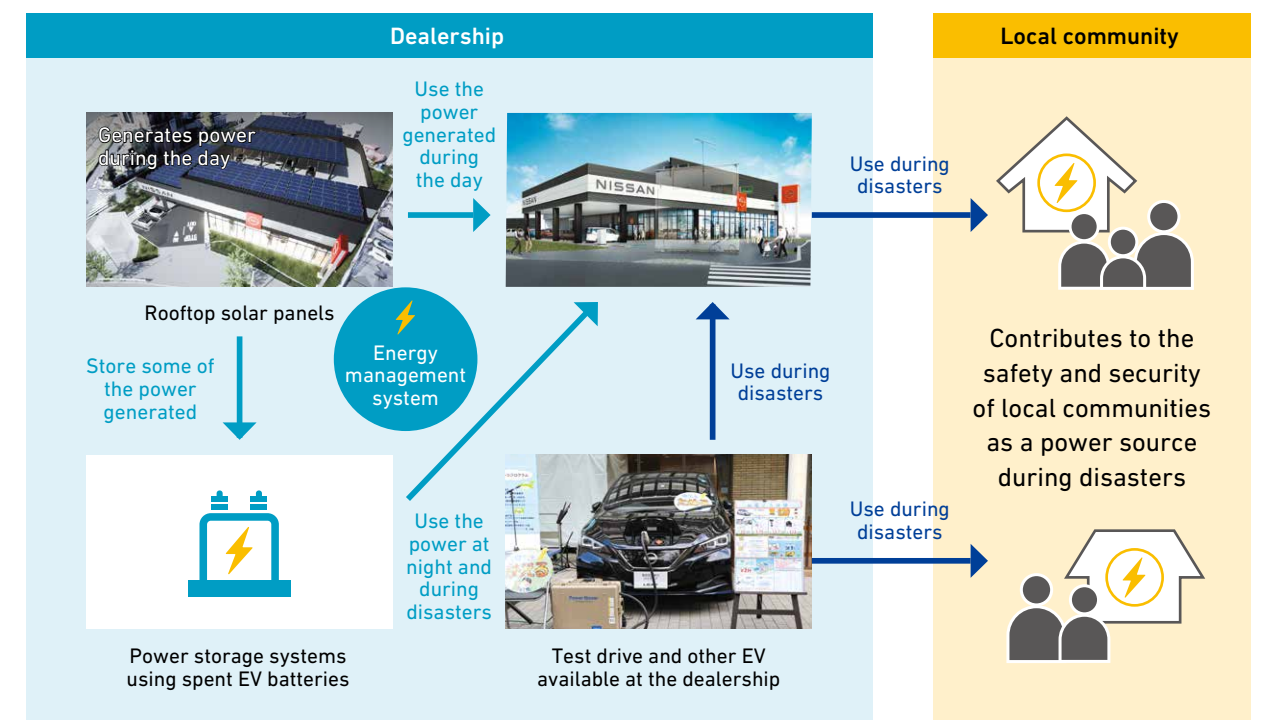 Dealership
Local community
Generates power
during the day
Use the
power
generated
during
the day
NISSAN
NISSAN
Use during
disasters
Rooftop solar panels
Energy
management
system
Store some of
the power
generated
Use during
disasters
Contributes to the
safety and security
of local communities
as a power source
during disasters
Use the
power at
night and
during
disasters
Use during
disasters
Power storage systems
using spent EV batteries
Test drive and other EV
available at the dealership